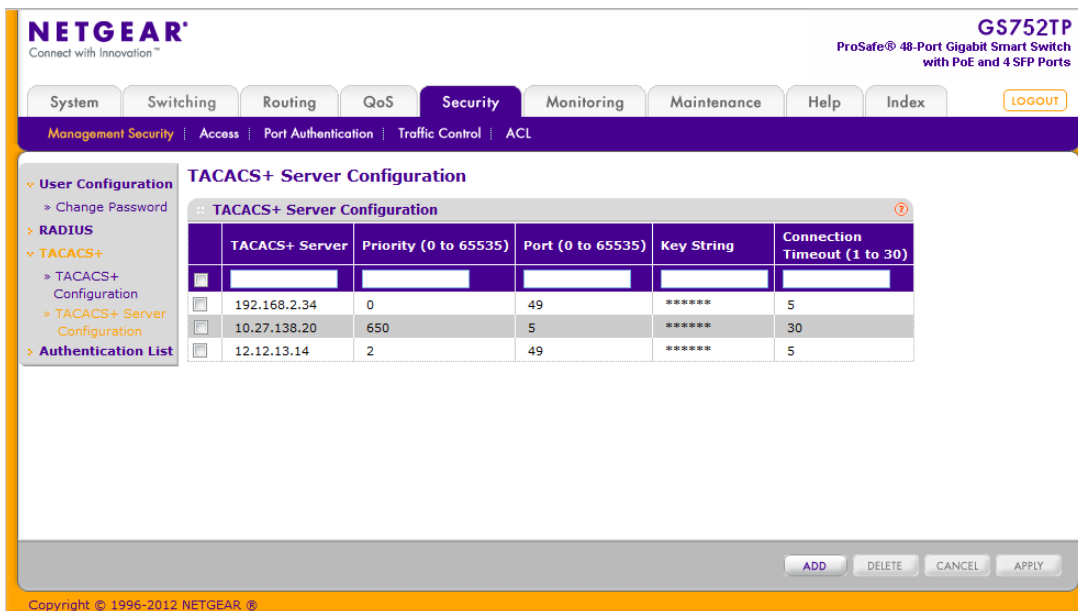 NETGEAR®
Connect with Innovation™
GS752TP
ProSafe® 48-Port Gigabit Smart Switch
with PoE and 4 SFP Ports
System Switching Routing QoS Security Monitoring Maintenance Help Index LOGOUT
Management Security Access Port Authentication Traffic Control ACL
User Configuration
» Change Password
RADIUS
TACACS+
» TACACS+
Configuration
» TACACS+ Server
Configuration
Authentication List
TACACS+ Server Configuration
TACACS+ Server Configuration ?
TACACS+ Server Priority (0 to 65535) Port (0 to 65535) Key String Connection
Timeout (1 to 30)
192.168.2.34 0 49 ****** 5
10.27.138.20 650 5 ****** 30
12.12.13.14 2 49 ****** 5
ADD DELETE CANCEL APPLY
Copyright © 1996-2012 NETGEAR ®